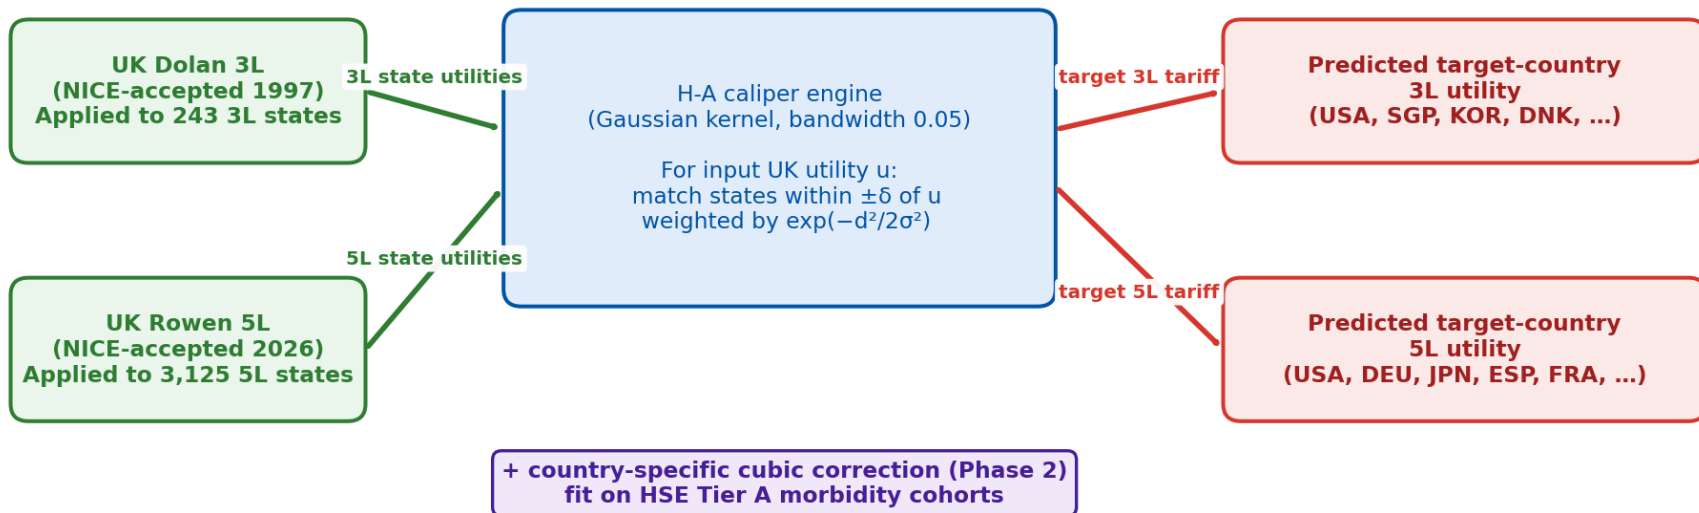 UK Dolan 3L
(NICE-accepted 1997)
Applied to 243 3L states
3L state utilities
H-A caliper engine
(Gaussian kernel, bandwidth 0.05)
For input UK utility u:
match states within ±δ of u
weighted by exp(−d²/2σ²)
target 3L tariff
Predicted target-country
3L utility
(USA, SGP, KOR, DNK, …)
UK Rowen 5L
(NICE-accepted 2026)
Applied to 3,125 5L states
5L state utilities
target 5L tariff
Predicted target-country
5L utility
(USA, DEU, JPN, ESP, FRA, …)
+ country-specific cubic correction (Phase 2)
fit on HSE Tier A morbidity cohorts